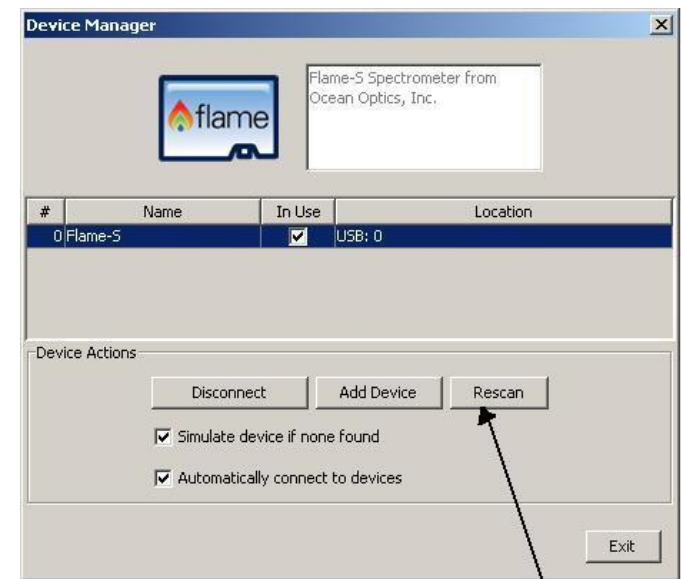 Device Manager
flame
Flame-S Spectrometer from
Ocean Optics, Inc.
# Name In Use Location
0 Flame-S USB: 0
Device Actions
Disconnect Add Device Rescan
Simulate device if none found
Automatically connect to devices
Exit